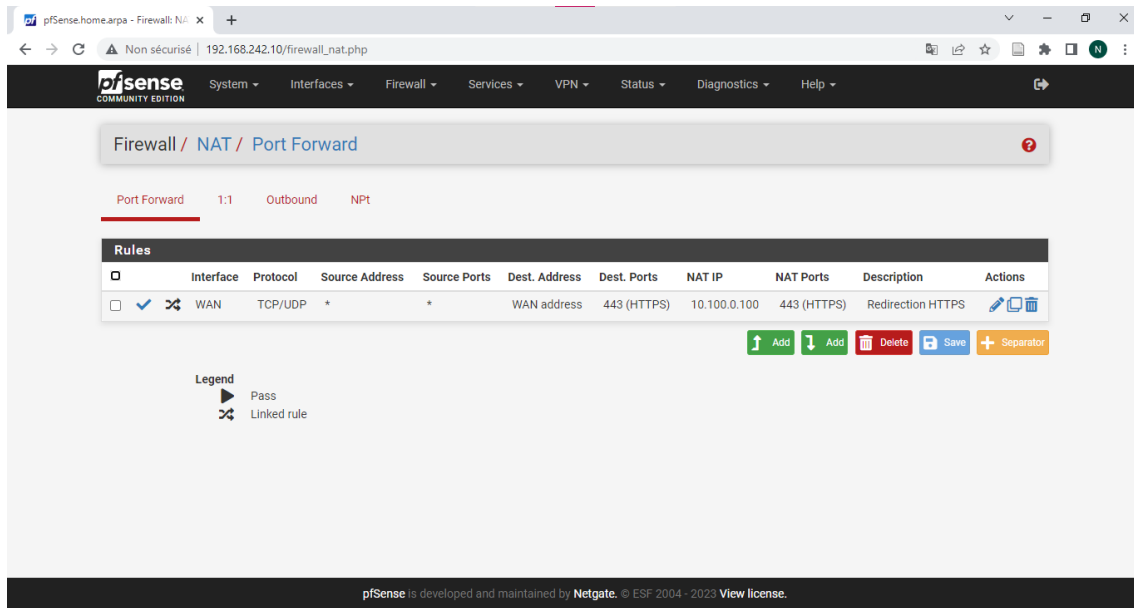 pfSense.home.arpa - Firewall: NA
Non sécurisé | 192.168.242.10/firewall_nat.php
N
pfsense System Interfaces Firewall Services VPN Status Diagnostics Help
COMMUNITY EDITION
Firewall / NAT / Port Forward
Port Forward 1:1 Outbound NPt
Rules
Interface Protocol Source Address Source Ports Dest. Address Dest. Ports NAT IP NAT Ports Description Actions
WAN TCP/UDP * * WAN address 443 (HTTPS) 10.100.0.100 443 (HTTPS) Redirection HTTPS
Add Add Delete Save Separator
Legend
Pass
Linked rule
pfSense is developed and maintained by Netgate. © ESF 2004 - 2023 View license.